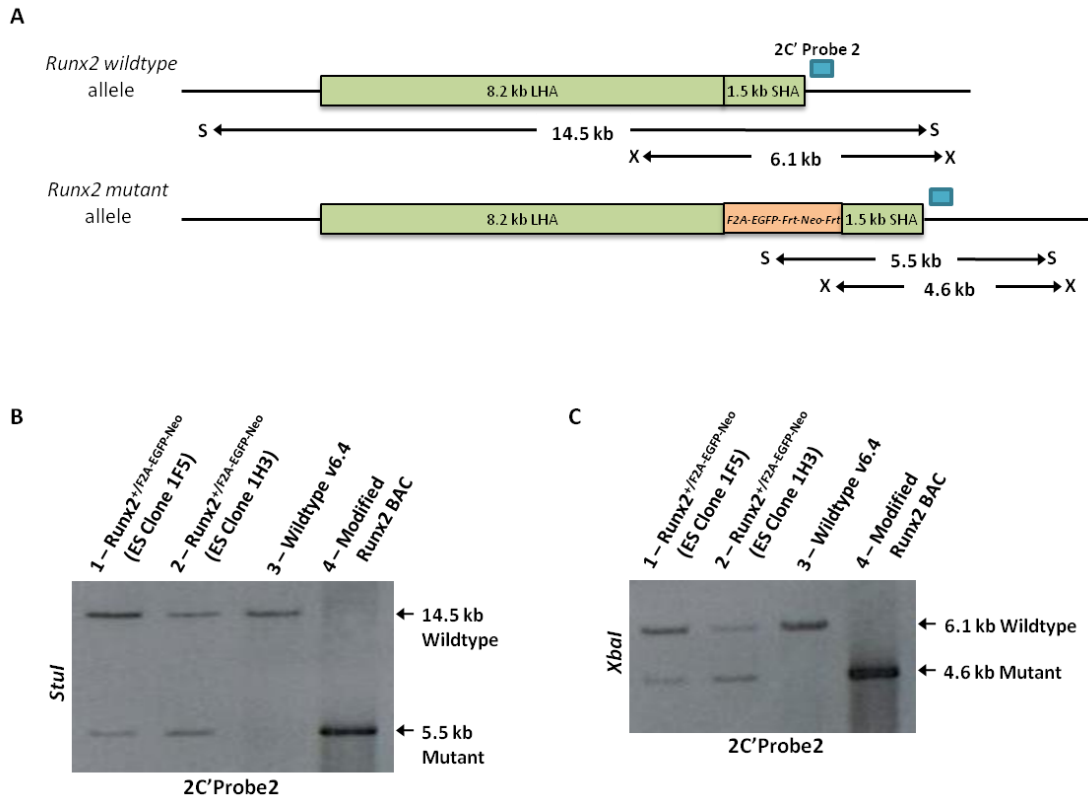 A
2C' Probe 2
Runx2 wildtype
allele
8.2 kb LHA
1.5 kb SHA
S
14.5 kb
S
X
6.1 kb
X
Runx2 mutant
allele
8.2 kb LHA
F2A-EGFP-Frt-Neo-Frt
1.5 kb SHA
S
5.5 kb
S
X
4.6 kb
X
B
1 – Runx2+/F2A-EGFP-Neo
(ES Clone 1F5)
2 – Runx2+/F2A-EGFP-Neo
(ES Clone 1H3)
3 – Wildtype v6.4
4 – Modified
Runx2 BAC
StuI
14.5 kb
Wildtype
5.5 kb
Mutant
2C'Probe2
C
1 – Runx2+/F2A-EGFP-Neo
(ES Clone 1F5)
2 – Runx2+/F2A-EGFP-Neo
(ES Clone 1H3)
3 – Wildtype v6.4
4 – Modified
Runx2 BAC
XbaI
6.1 kb Wildtype
4.6 kb Mutant
2C'Probe2